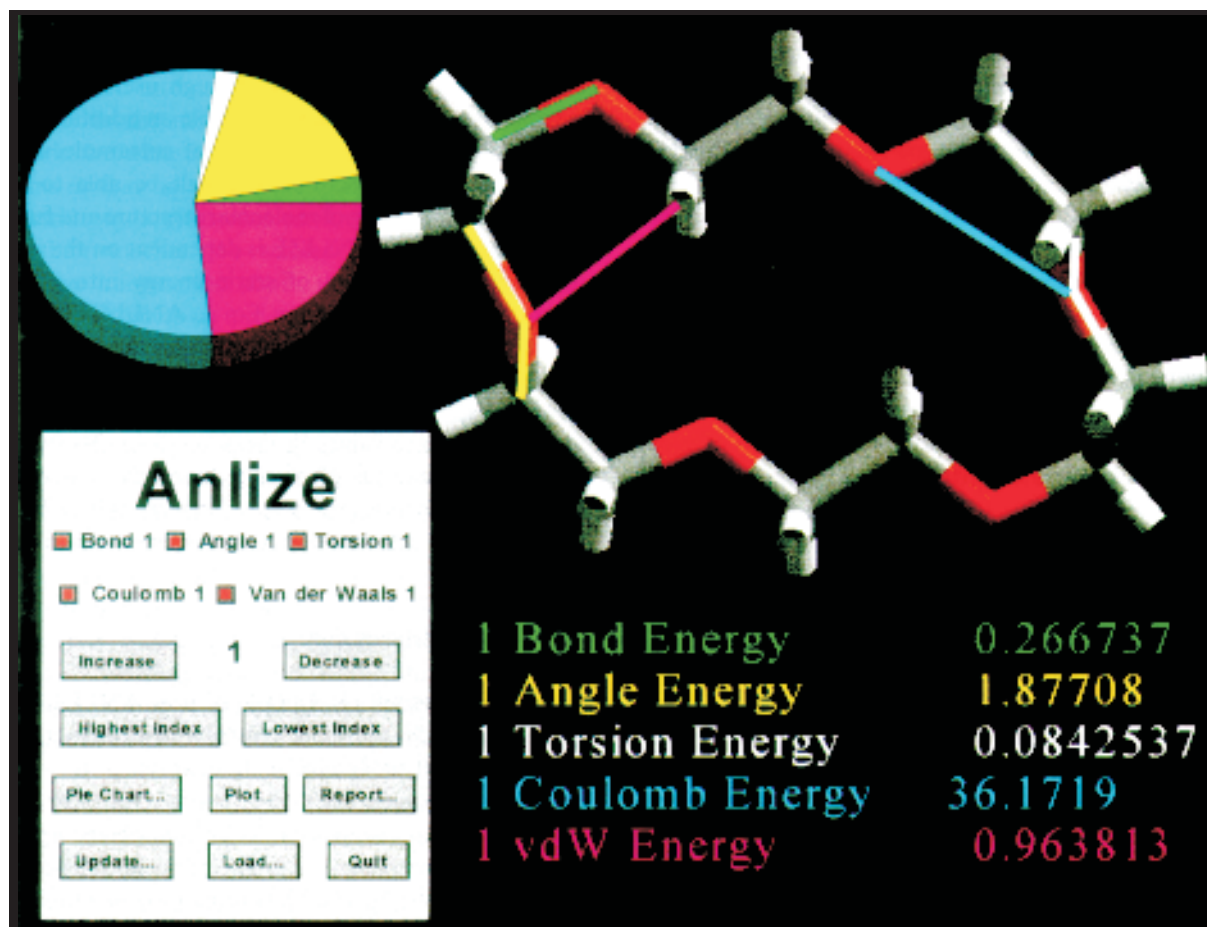 Anlize
Bond 1 Angle 1 Torsion 1
Coulomb 1 Van der Waals 1
Increase 1 Decrease
Highest Index Lowest Index
Pie Chart... Plot... Report...
Update... Load... Quit
1 Bond Energy 0.266737
1 Angle Energy 1.87708
1 Torsion Energy 0.0842537
1 Coulomb Energy 36.1719
1 vdW Energy 0.963813